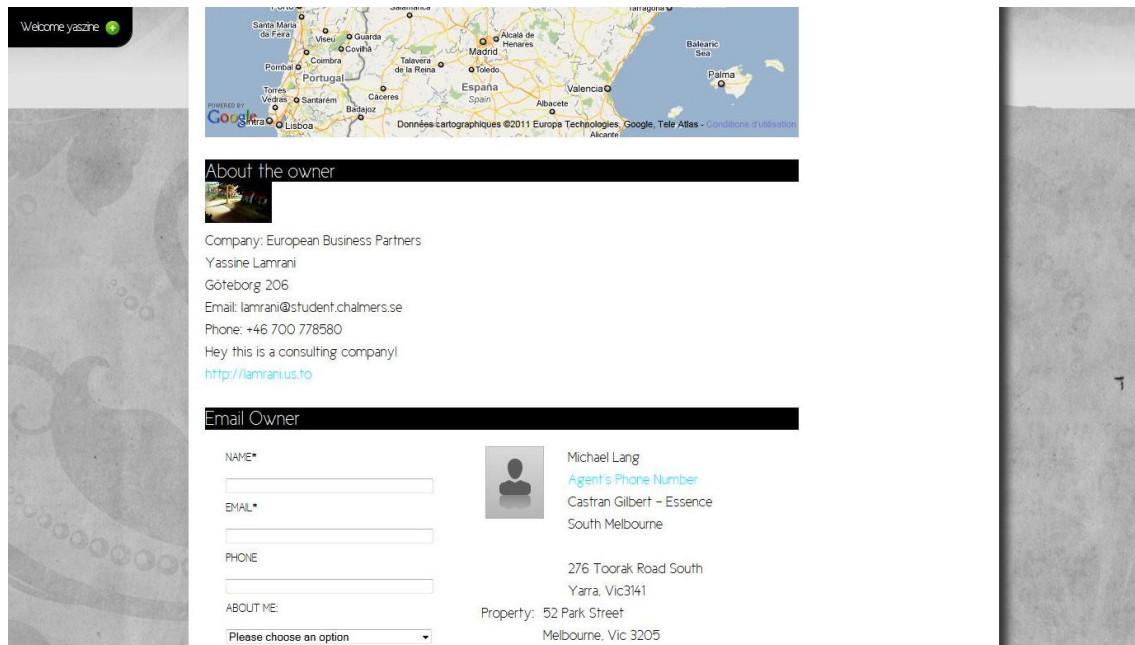 Welcome yaszine
Santa Maria
da Feira
Viseu
Guarda
Covilhã
Coimbra
Pombal
Portugal
Torres
Vedras
Santarém
Lisboa
Talavera
de la Reina
Cáceres
Badajoz
Alcalá de
Henares
Madrid
Toledo
España
Spain
Valencia
Albacete
Alicante
Balearic
Sea
Palma
POWERED BY
Google
Données cartographiques ©2011 Europa Technologies, Google, Tele Atlas - Conditions d'utilisation
About the owner
Company: European Business Partners
Yassine Lamrani
Göteborg 206
Email: lamrani@student.chalmers.se
Phone: +46 700 778580
Hey this is a consulting company!
http://lamrani.us.to
Email Owner
NAME*
EMAIL*
PHONE
ABOUT ME:
Please choose an option
Michael Lang
Agent's Phone Number
Castran Gilbert – Essence
South Melbourne
276 Toorak Road South
Yarra, Vic3141
Property: 52 Park Street
Melbourne, Vic 3205